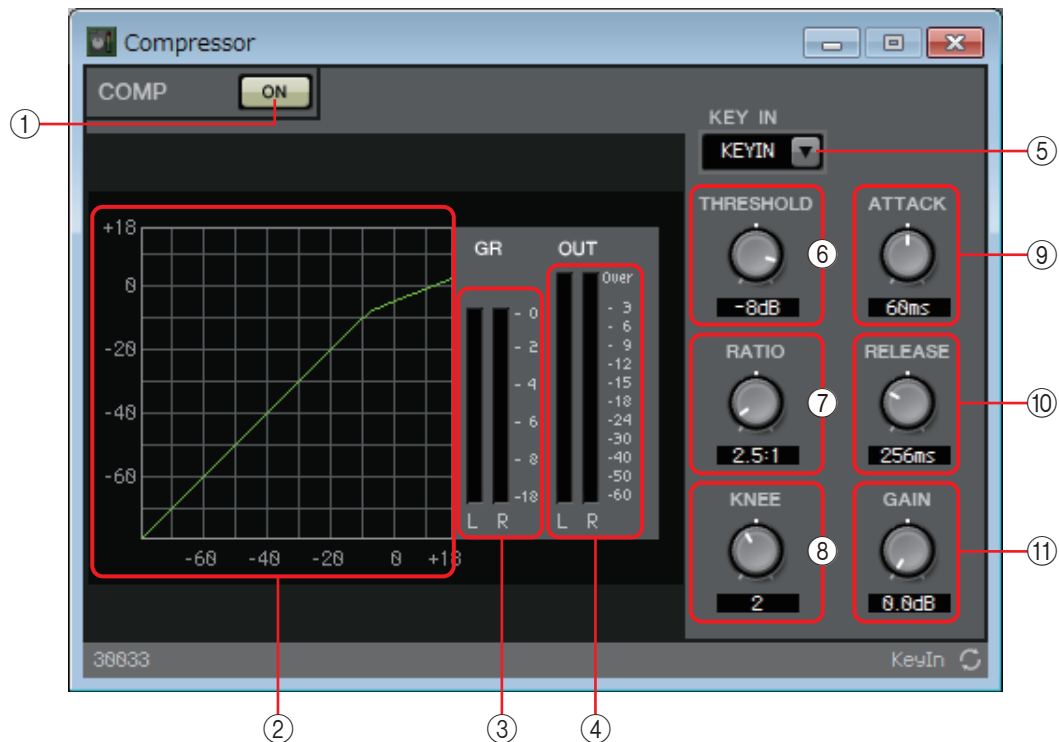 Compressor
COMP ON
①
KEY IN
KEYIN
⑤
THRESHOLD
⑥
-8dB
ATTACK
⑨
60ms
RATIO
⑦
2.5:1
RELEASE
⑩
256ms
KNEE
⑧
2
GAIN
⑪
0.0dB
+18
0
-20
-40
-60
-60 -40 -20 0 +18
②
GR
- 0
- 2
- 4
- 6
- 8
-18
L R
③
OUT
Over
- 3
- 6
- 9
-12
-15
-18
-24
-30
-40
-50
-60
L R
④
30033
KeyIn